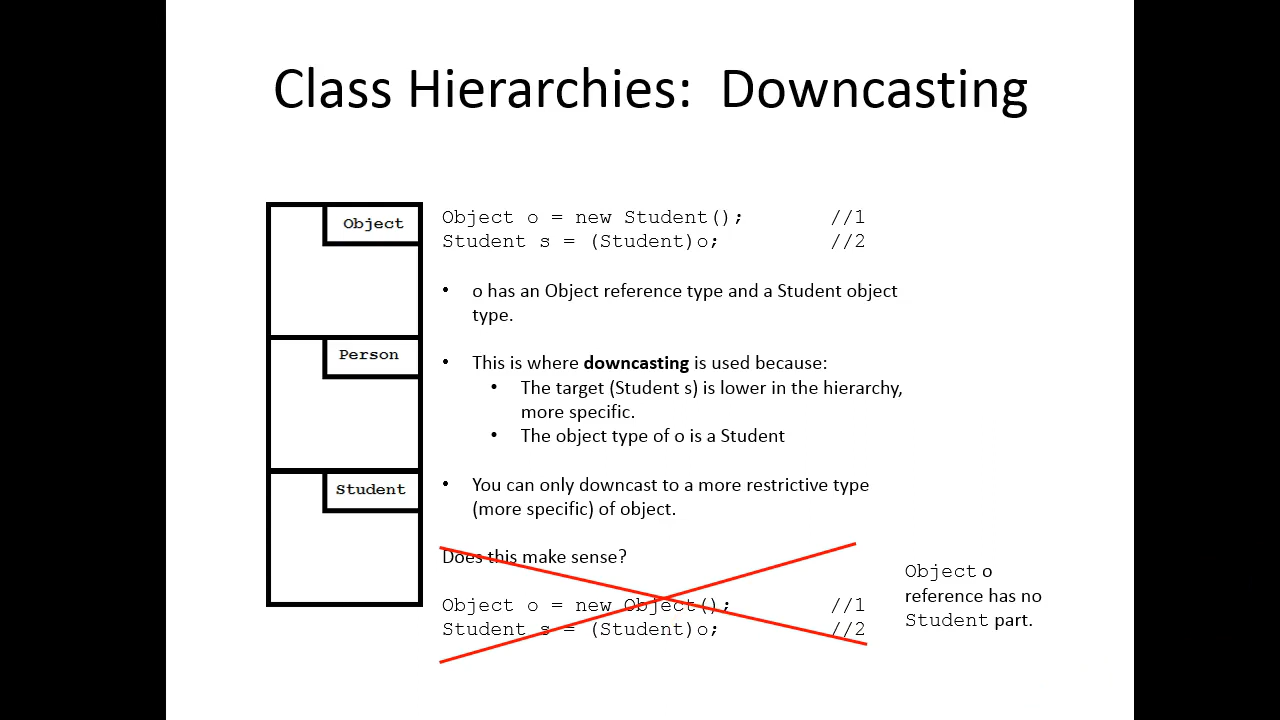 Class Hierarchies:  Downcasting
Object
Person
Student
Object o = new Student();          //1
Student s = (Student)o;            //2
• o has an Object reference type and a Student object
type.
• This is where downcasting is used because:
• The target (Student s) is lower in the hierarchy,
more specific.
• The object type of o is a Student
• You can only downcast to a more restrictive type
(more specific) of object.
Does this make sense?
Object o = new Object();           //1
Student s = (Student)o;            //2
Object o
reference has no
Student part.